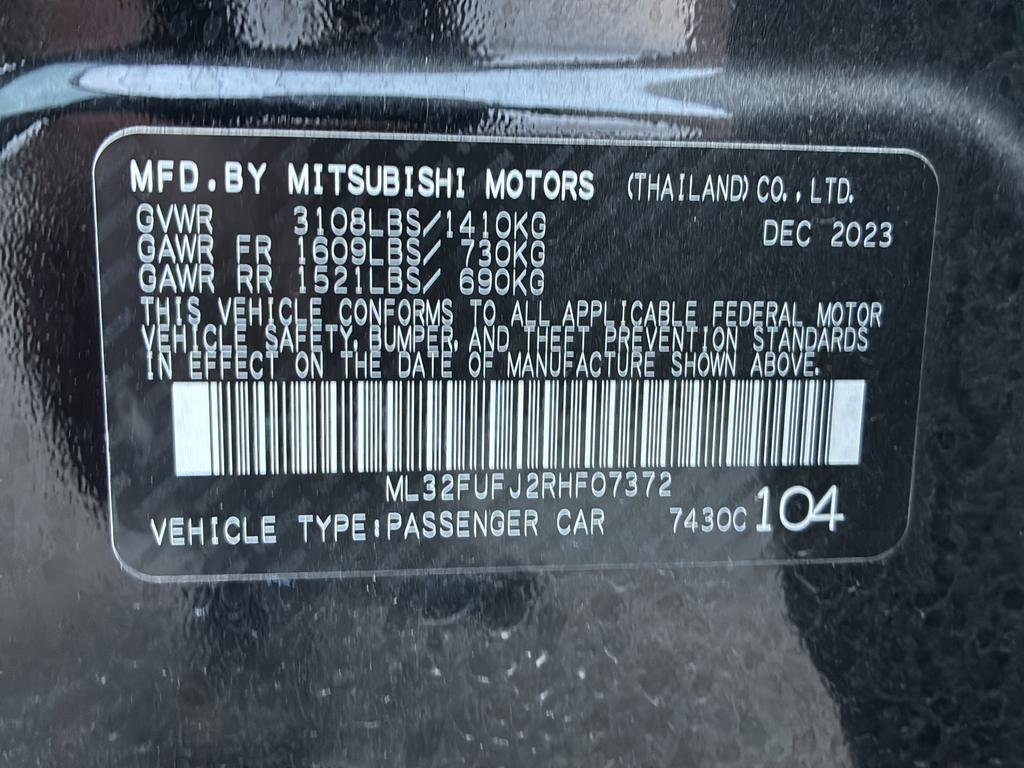 MFD.BY MITSUBISHI MOTORS (THAILAND) CO., LTD.
GVWR 3108LBS/1410KG DEC 2023
GAWR FR 1609LBS/ 730KG
GAWR RR 1521LBS/ 690KG
THIS VEHICLE CONFORMS TO ALL APPLICABLE FEDERAL MOTOR
VEHICLE SAFETY, BUMPER, AND THEFT PREVENTION STANDARDS
IN EFFECT ON THE DATE OF MANUFACTURE SHOWN ABOVE.
ML32FUFJ2RHF07372
VEHICLE TYPE:PASSENGER CAR 7430C 104